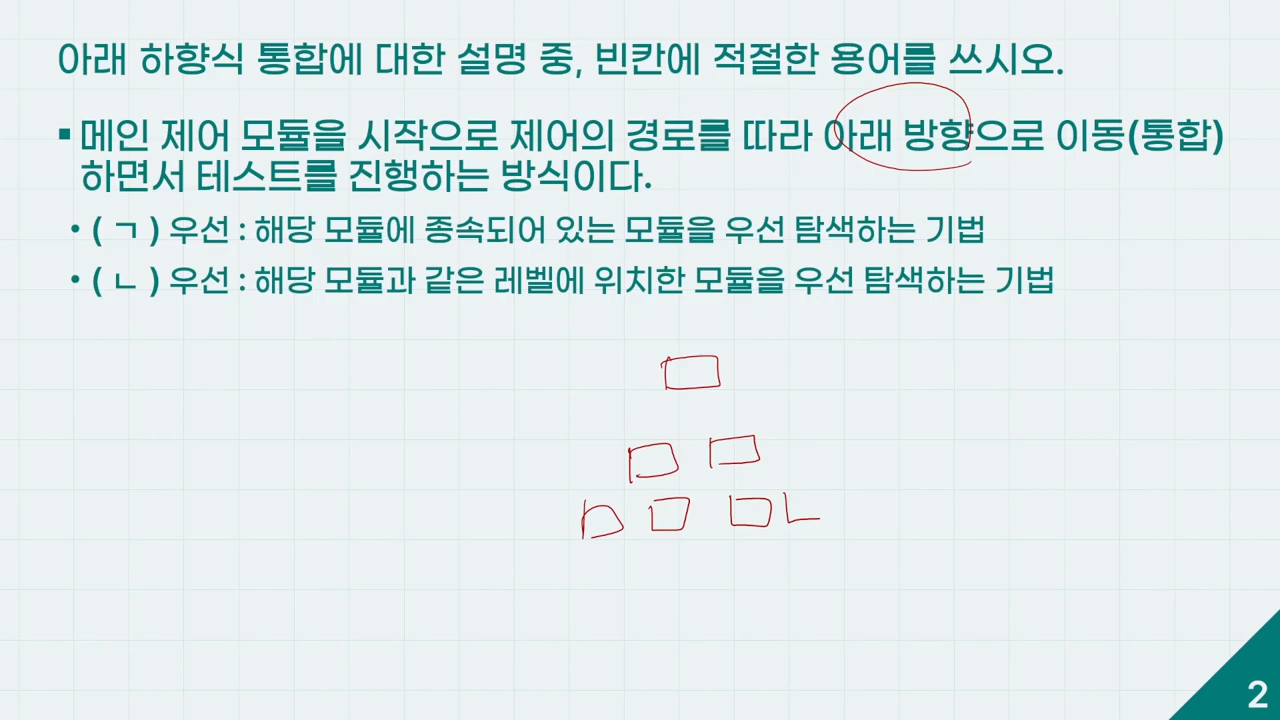 아래 하향식 통합에 대한 설명 중, 빈칸에 적절한 용어를 쓰시오.
▪ 메인 제어 모듈을 시작으로 제어의 경로를 따라 아래 방향으로 이동(통합)
하면서 테스트를 진행하는 방식이다.
• ( ㄱ ) 우선 : 해당 모듈에 종속되어 있는 모듈을 우선 탐색하는 기법
• ( ㄴ ) 우선 : 해당 모듈과 같은 레벨에 위치한 모듈을 우선 탐색하는 기법
2